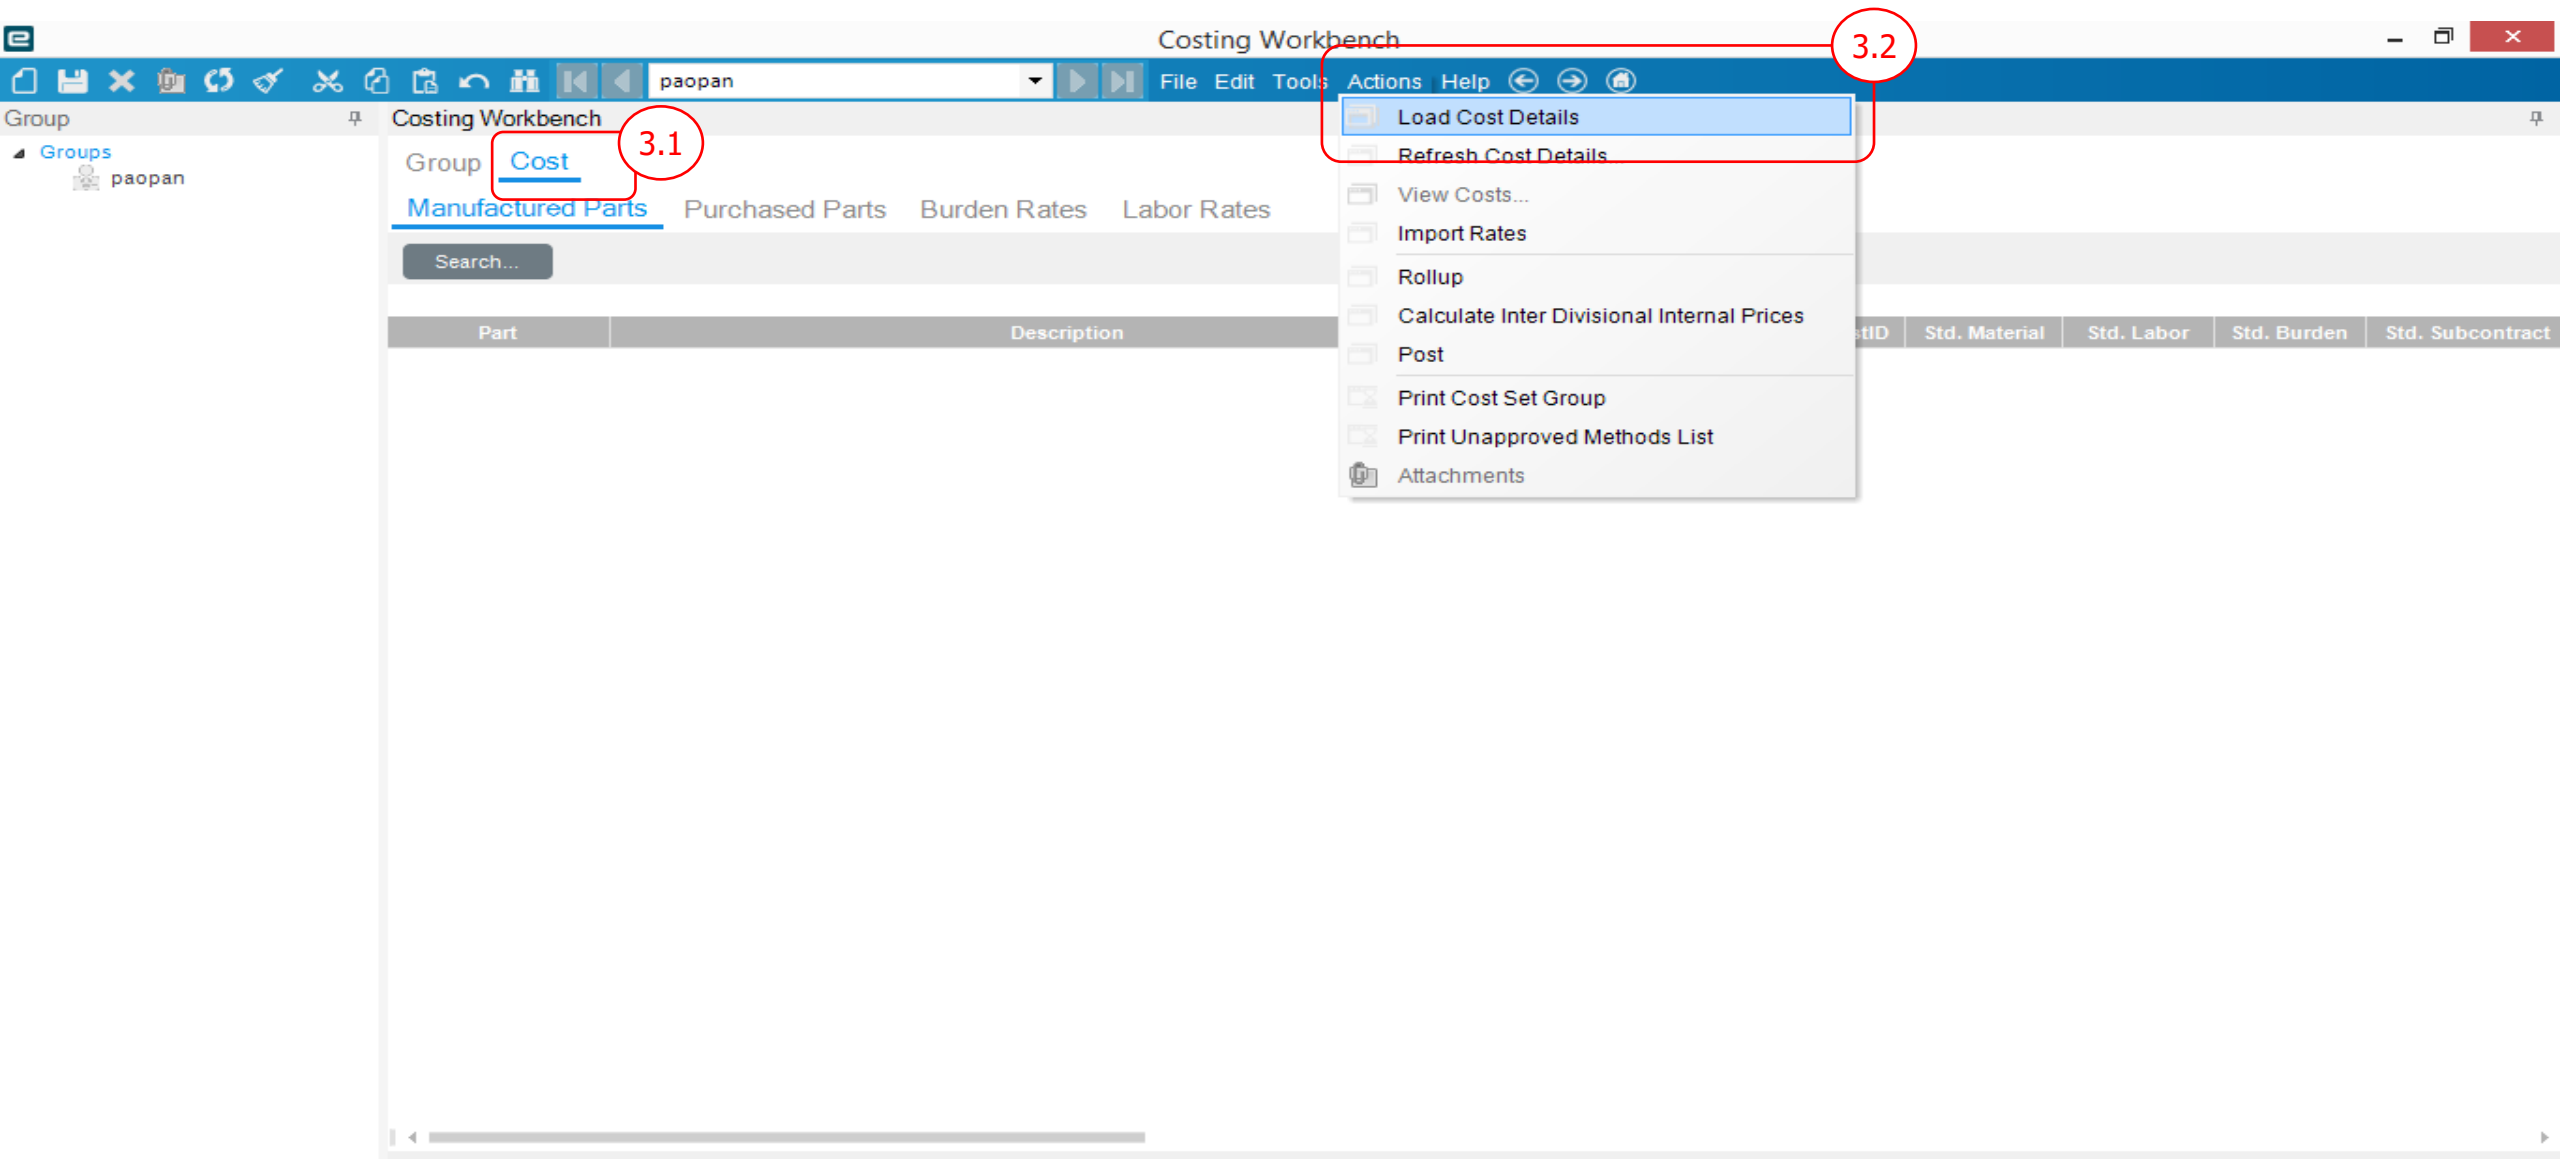 Costing Workbench
3.2
paopan
File Edit Tools Actions Help
Group
Costing Workbench
3.1
Load Cost Details
Groups
paopan
Group Cost
Refresh Cost Details...
View Costs...
Manufactured Parts Purchased Parts Burden Rates Labor Rates
Import Rates
Search...
Rollup
Calculate Inter Divisional Internal Prices
Part Description stID Std. Material Std. Labor Std. Burden Std. Subcontract
Post
Print Cost Set Group
Print Unapproved Methods List
Attachments